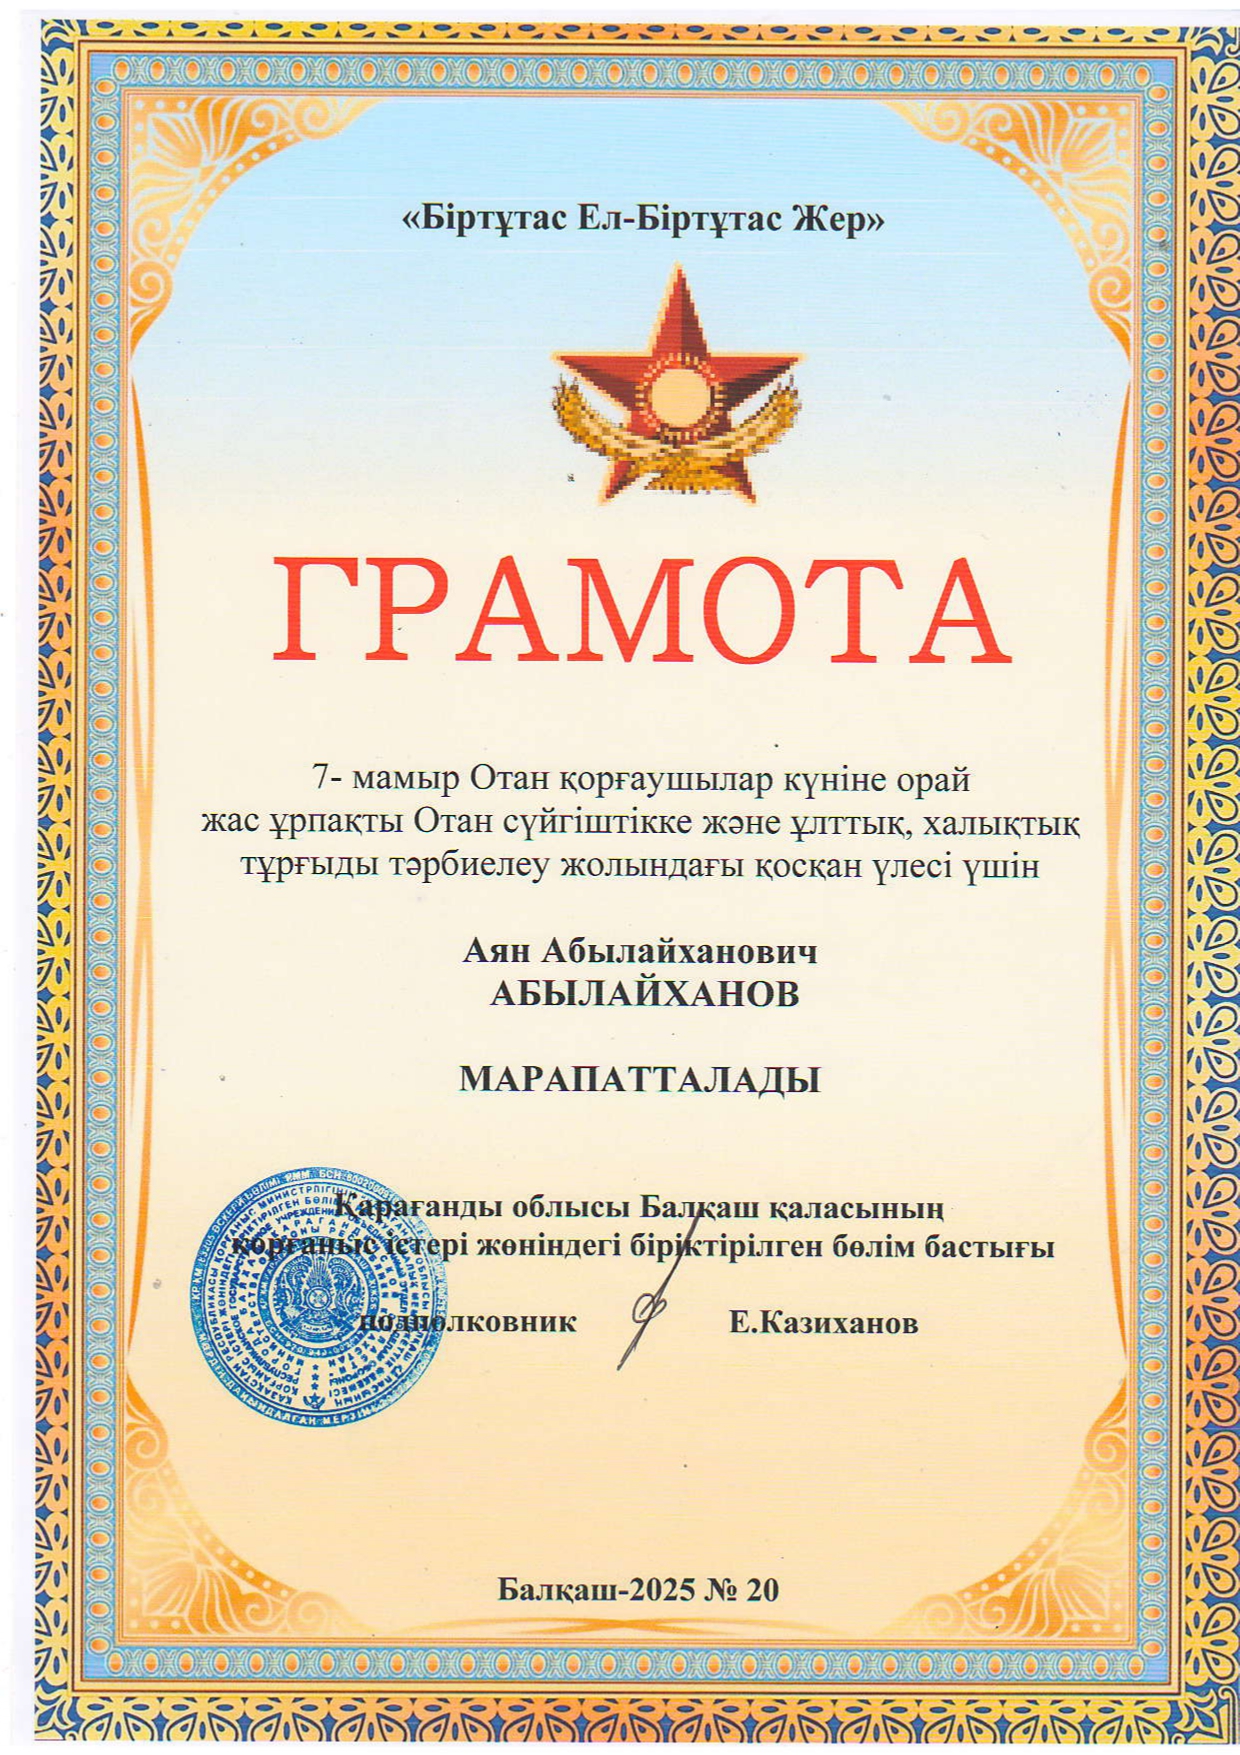 «Біртұтас Ел-Біртұтас Жер»
ГРАМОТА
7- мамыр Отан қорғаушылар күніне орай
жас ұрпақты Отан сүйгіштікке және ұлттық, халықтық
тұрғыды тәрбиелеу жолындағы қосқан үлесі үшін
Аян Абылайханович
АБЫЛАЙХАНОВ
МАРАПАТТАЛАДЫ
Қарағанды облысы Балқаш қаласының
қорғаныс істері жөніндегі біріктірілген бөлім бастығы
подполковник Е.Казиханов
Балқаш-2025 № 20